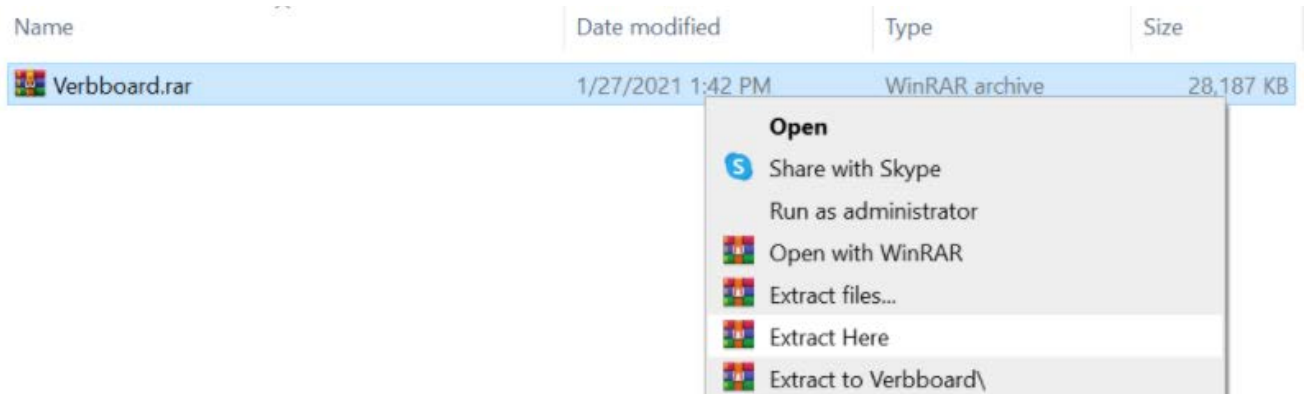 Name Date modified Type Size
Verbboard.rar 1/27/2021 1:42 PM WinRAR archive 28,187 KB
Open
Share with Skype
Run as administrator
Open with WinRAR
Extract files...
Extract Here
Extract to Verbboard\